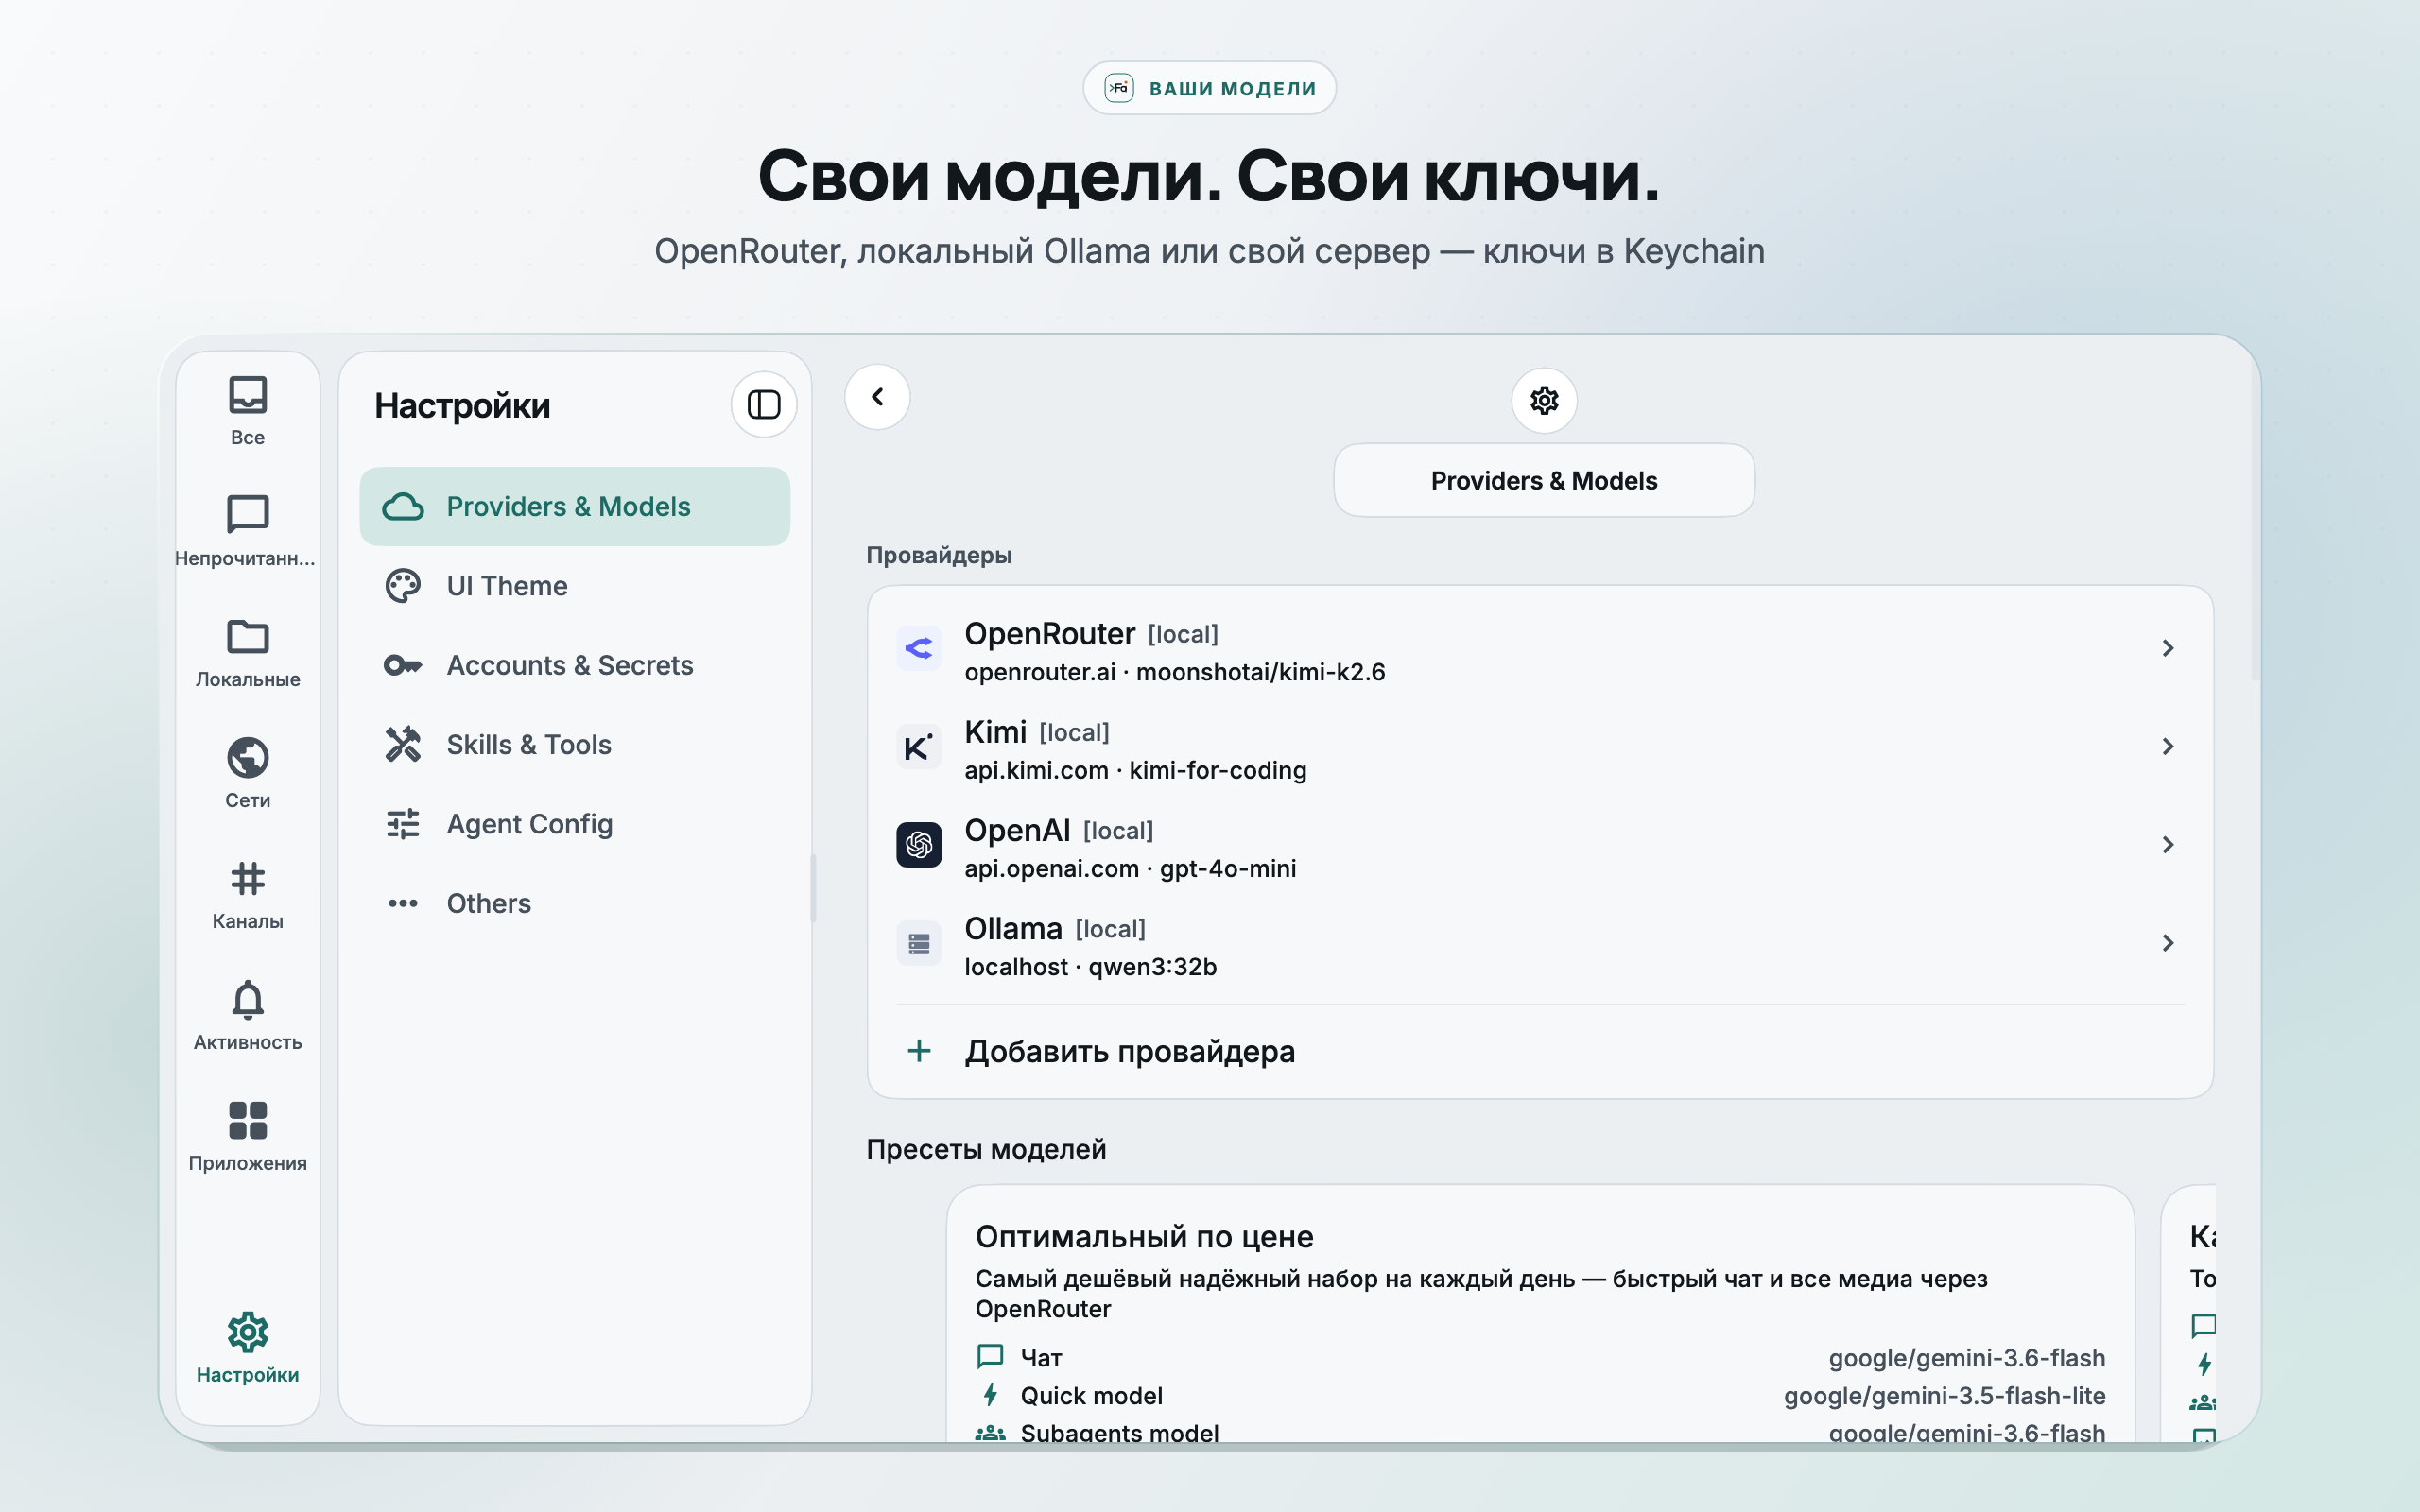 Fa
ВАШИ МОДЕЛИ
Свои модели. Свои ключи.
OpenRouter, локальный Ollama или свой сервер — ключи в Keychain
Все
Непрочитанн...
Локальные
Сети
Каналы
Активность
Приложения
Настройки
Настройки
Providers & Models
UI Theme
Accounts & Secrets
Skills & Tools
Agent Config
Others
Providers & Models
Провайдеры
OpenRouter [local]
openrouter.ai · moonshotai/kimi-k2.6
Kimi [local]
api.kimi.com · kimi-for-coding
OpenAI [local]
api.openai.com · gpt-4o-mini
Ollama [local]
localhost · qwen3:32b
Добавить провайдера
Пресеты моделей
Оптимальный по цене
Самый дешёвый надёжный набор на каждый день — быстрый чат и все медиа через
OpenRouter
Чат google/gemini-3.6-flash
Quick model google/gemini-3.5-flash-lite
Subagents model google/gemini-3.6-flash